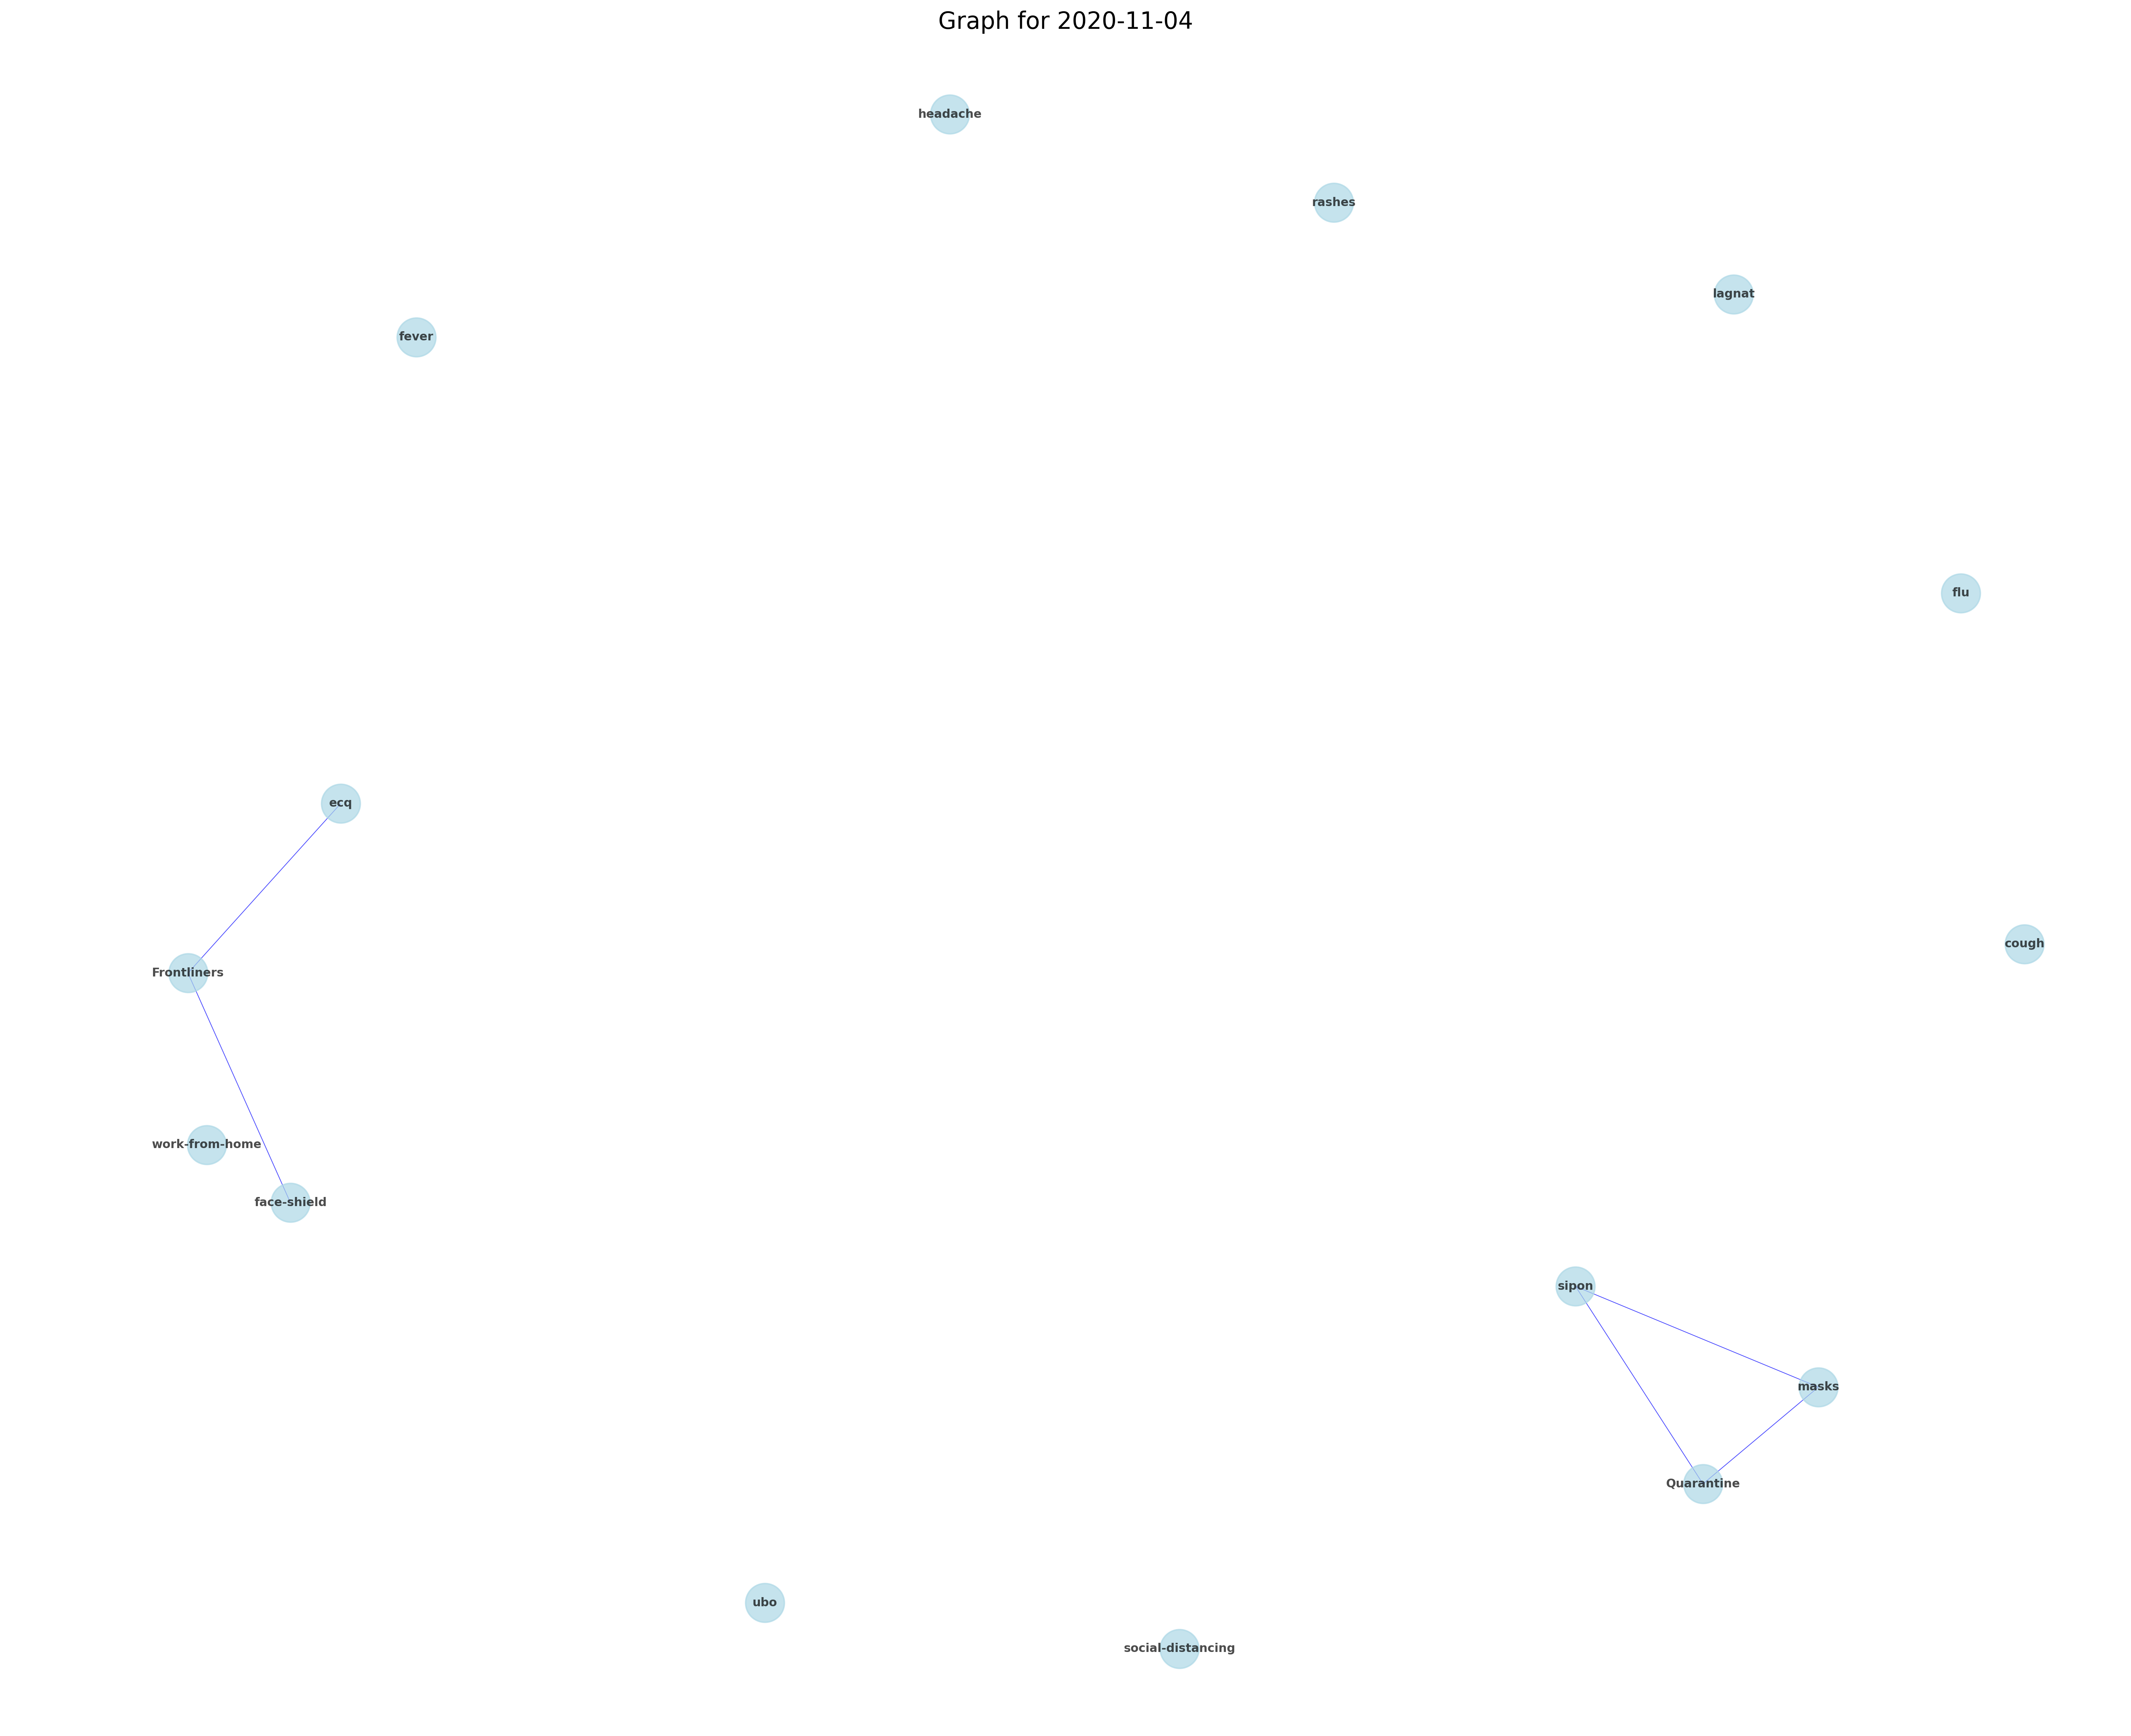 Graph for 2020-11-04
headache
rashes
lagnat
fever
flu
ecq
cough
Frontliners
work-from-home
face-shield
sipon
masks
Quarantine
ubo
social-distancing